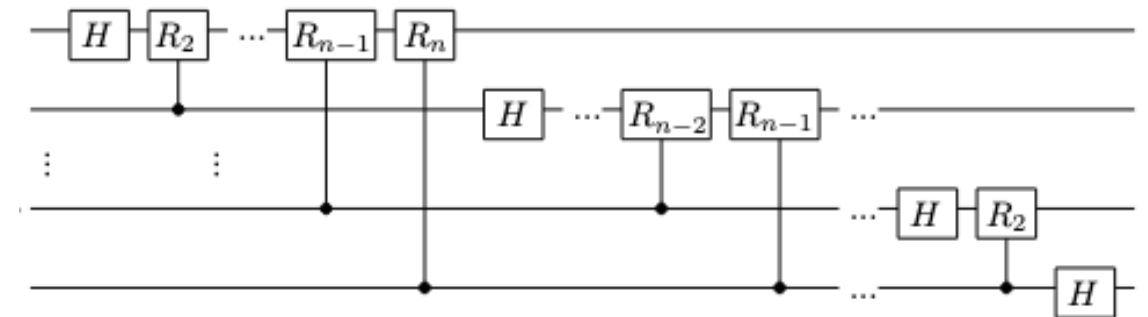 H R₂ ... Rₙ₋₁ Rₙ
H ... Rₙ₋₂ Rₙ₋₁ ...
⋮ ⋮
... H R₂
... H